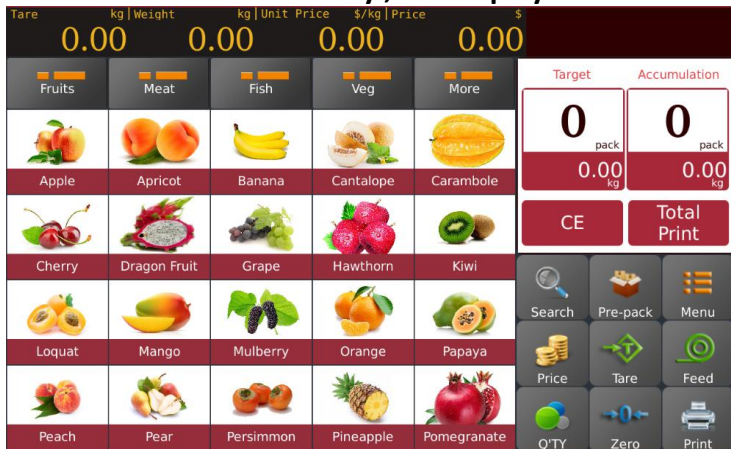 Tare kg|Weight kg|Unit Price $/kg|Price $
0.00 0.00 0.00 0.00
Fruits Meat Fish Veg More
Target Accumulation
0 pack 0 pack
0.00 kg 0.00 kg
Apple Apricot Banana Cantalope Carambole
CE Total Print
Cherry Dragon Fruit Grape Hawthorn Kiwi
Search Pre-pack Menu
Loquat Mango Mulberry Orange Papaya
Price Tare Feed
Peach Pear Persimmon Pineapple Pomegranate
Q'TY Zero Print